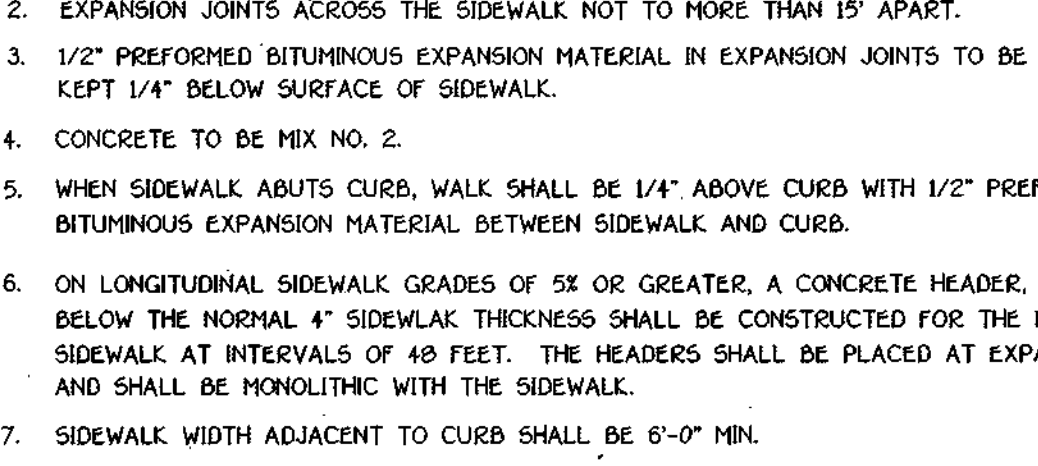 2. EXPANSION JOINTS ACROSS THE SIDEWALK NOT TO MORE THAN 15' APART.
3. 1/2" PREFORMED BITUMINOUS EXPANSION MATERIAL IN EXPANSION JOINTS TO BE
KEPT 1/4" BELOW SURFACE OF SIDEWALK.
4. CONCRETE TO BE MIX NO. 2.
5. WHEN SIDEWALK ABUTS CURB, WALK SHALL BE 1/4" ABOVE CURB WITH 1/2"
BITUMINOUS EXPANSION MATERIAL BETWEEN SIDEWALK AND CURB.
6. ON LONGITUDINAL SIDEWALK GRADES OF 5% OR GREATER, A CONCRETE HEADER,
BELOW THE NORMAL 4" SIDEWLAK THICKNESS SHALL BE CONSTRUCTED FOR THE
SIDEWALK AT INTERVALS OF 48 FEET. THE HEADERS SHALL BE PLACED AT
AND SHALL BE MONOLITHIC WITH THE SIDEWALK.
7. SIDEWALK WIDTH ADJACENT TO CURB SHALL BE 6'-0" MIN.